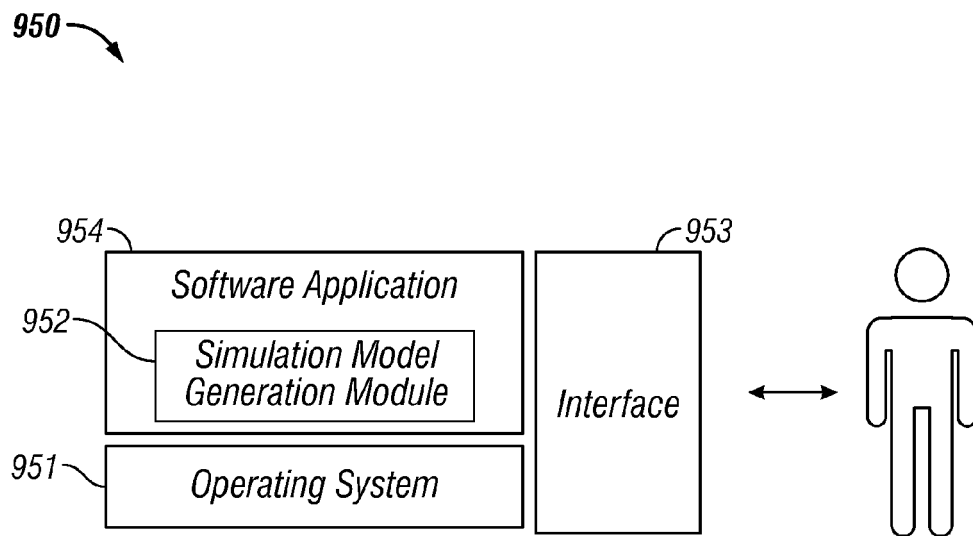 950
954
953
Software Application
952
Simulation Model
Generation Module
Interface
951
Operating System